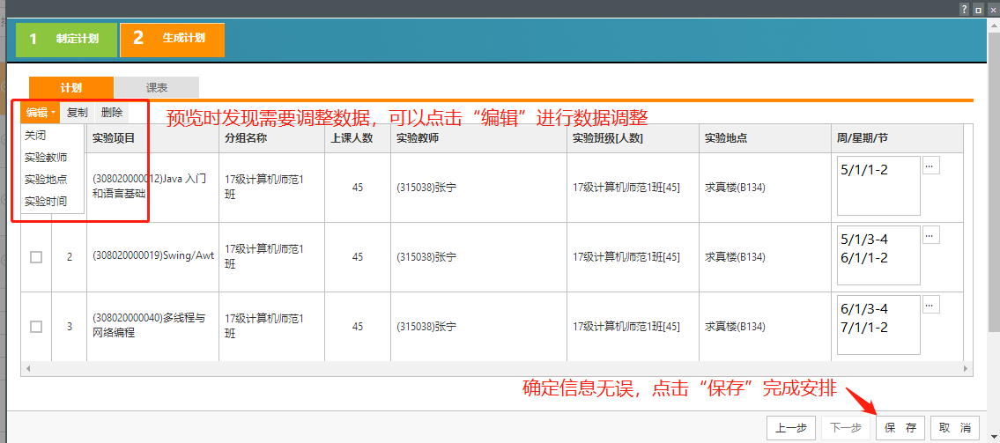 1 制定计划 2 生成计划
计划 课表
编辑 复制 删除
预览时发现需要调整数据，可以点击“编辑”进行数据调整
关闭
实验教师
实验地点
实验时间
实验项目 分组名称 上课人数 实验教师 实验班级[人数] 实验地点 周/星期/节
(308020000012)Java 入门
和语言基础
17级计算机师范1
班
45 (315038)张宁 17级计算机师范1班[45] 求真楼(B134)
5/1/1-2 ...
2 (308020000019)Swing/Awt
17级计算机师范1
班
45 (315038)张宁 17级计算机师范1班[45] 求真楼(B134)
5/1/3-4 ...
6/1/1-2
3 (308020000040)多线程与
网络编程
17级计算机师范1
班
45 (315038)张宁 17级计算机师范1班[45] 求真楼(B134)
6/1/3-4 ...
7/1/1-2
确定信息无误，点击“保存”完成安排
上一步 下一步 保 存 取 消